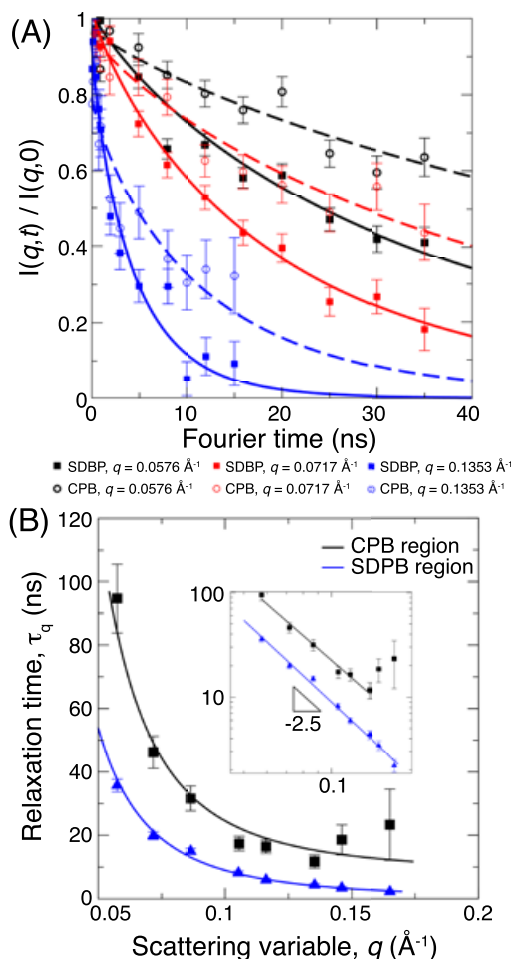 (A)
1
0.8
0.6
0.4
0.2
0
I(q,t) / I(q,0)
0 10 20 30 40
Fourier time (ns)
SDBP, q = 0.0576 Å-1 SDBP, q = 0.0717 Å-1 SDBP, q = 0.1353 Å-1
CPB, q = 0.0576 Å-1 CPB, q = 0.0717 Å-1 CPB, q = 0.1353 Å-1
(B)
120
100
80
60
40
20
0
Relaxation time, τq (ns)
CPB region
SDPB region
100
10
-2.5
0.1
0.05 0.1 0.15 0.2
Scattering variable, q (Å-1)